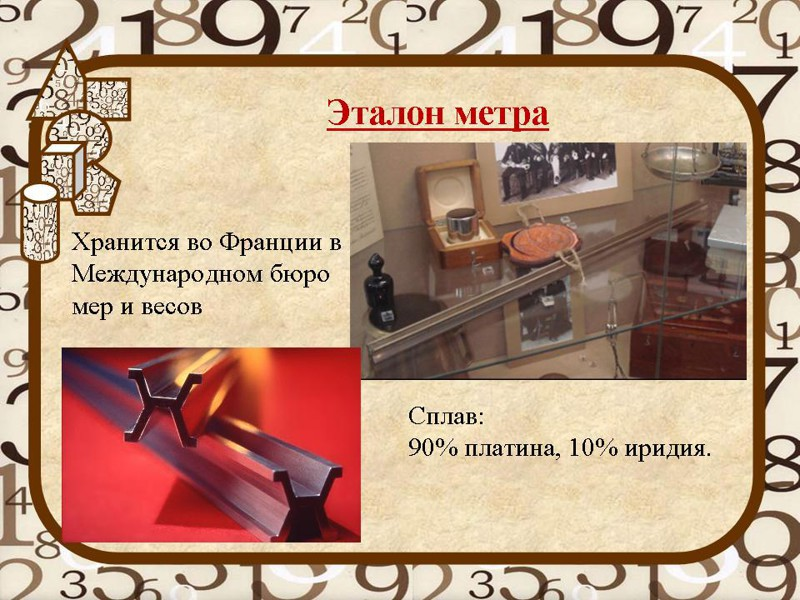 Эталон метра
Хранится во Франции в
Международном бюро
мер и весов
Сплав:
90% платина, 10% иридия.